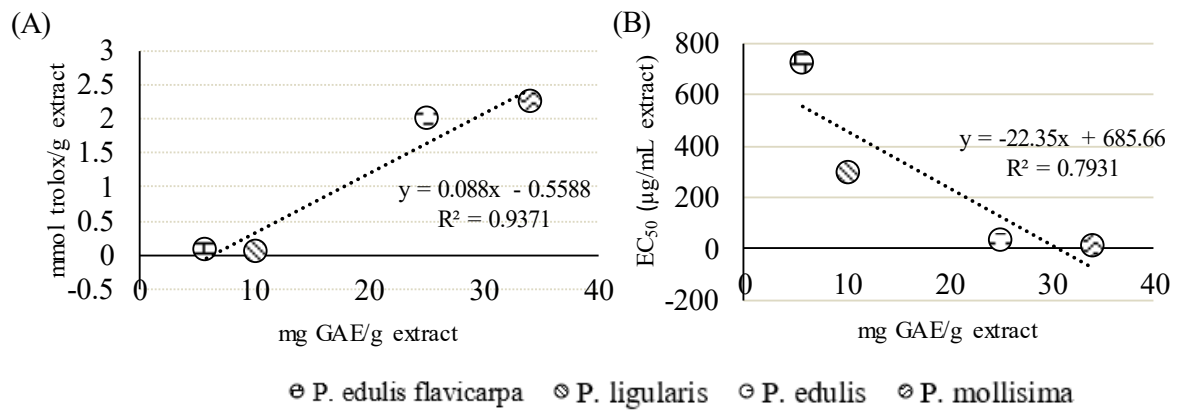 (A)
mmol trolox/g extract
3
2.5
2
1.5
1
0.5
0
-0.5
0 10 20 30 40
mg GAE/g extract
y = 0.088x - 0.5588
R² = 0.9371
(B)
EC₅₀ (µg/mL extract)
800
600
400
200
0
-200
0 10 20 30 40
mg GAE/g extract
y = -22.35x + 685.66
R² = 0.7931
P. edulis flavicarpa P. ligularis P. edulis P. mollisima